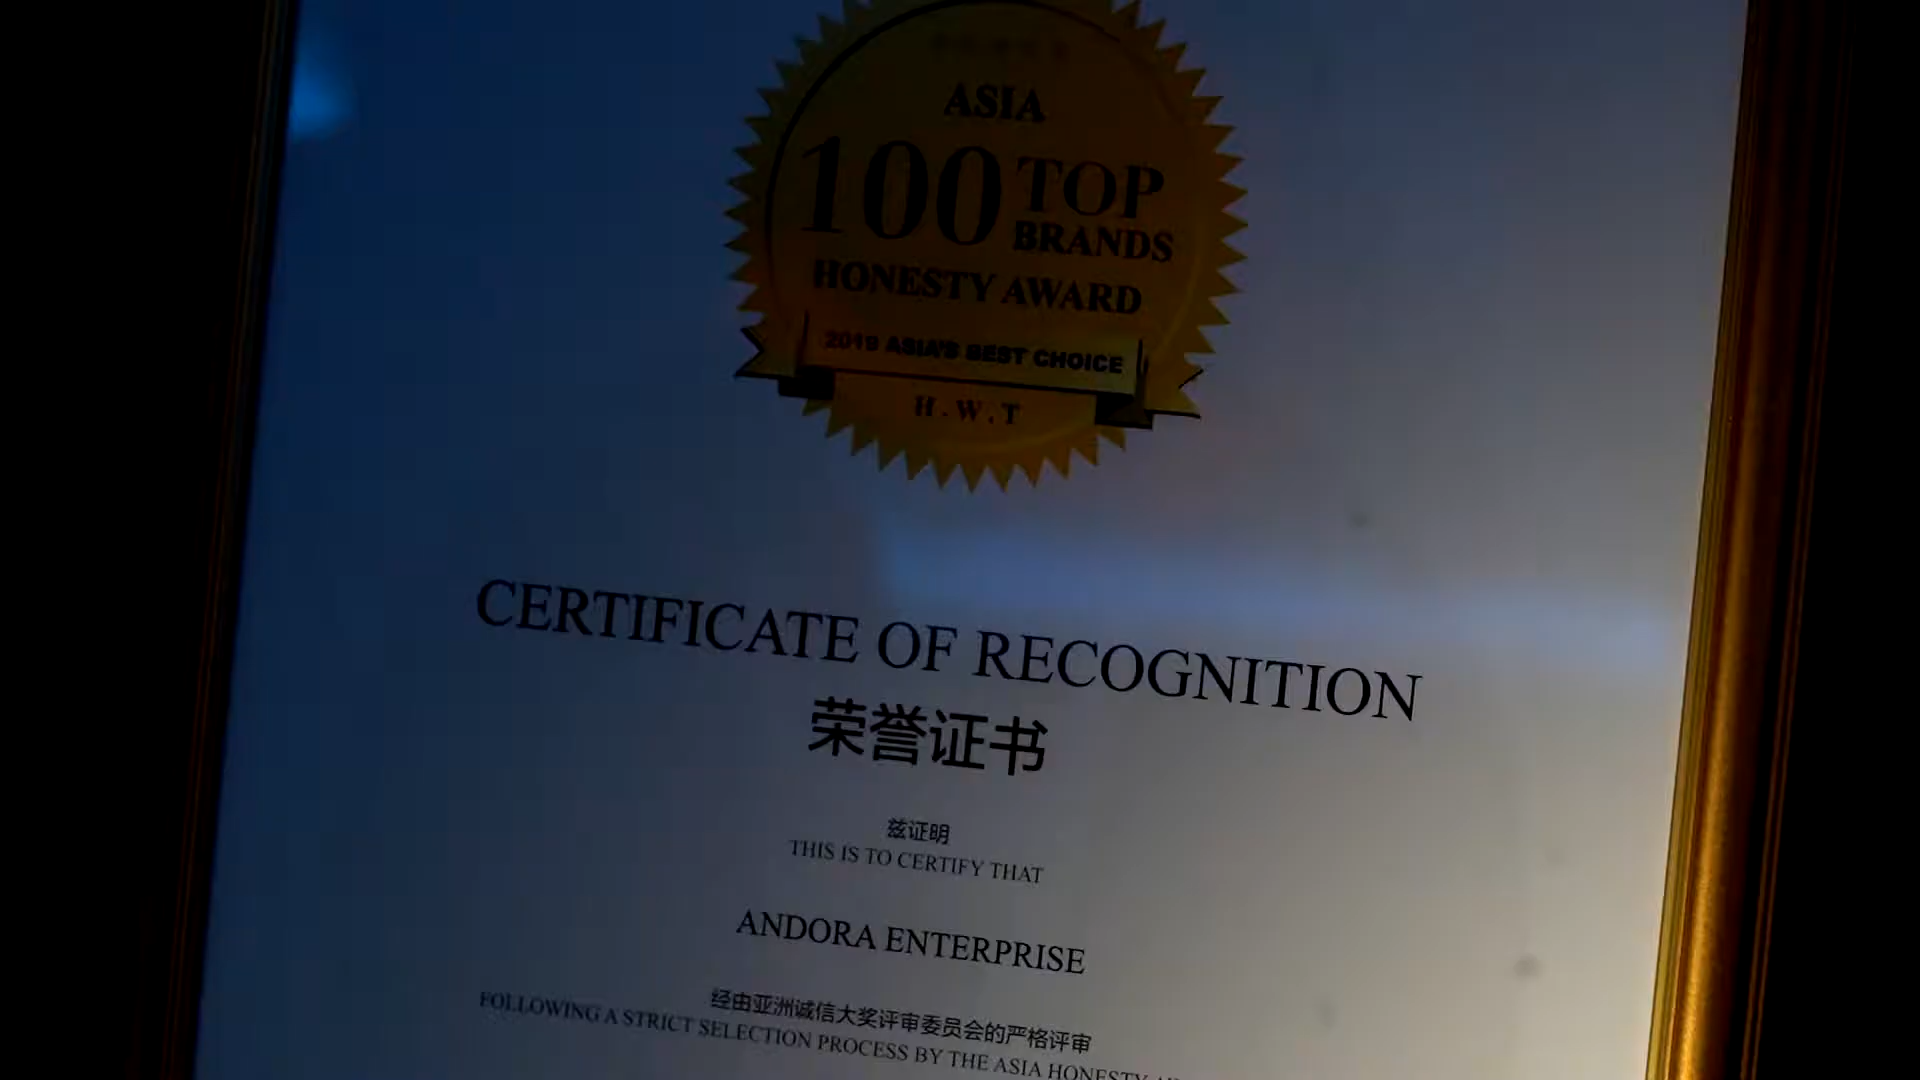 ASIA
100 TOP
BRANDS
HONESTY AWARD
2019 ASIA'S BEST CHOICE
H.W.T
CERTIFICATE OF RECOGNITION
荣誉证书
兹证明
THIS IS TO CERTIFY THAT
ANDORA ENTERPRISE
经由亚洲诚信大奖评审委员会的严格评审
FOLLOWING A STRICT SELECTION PROCESS BY THE ASIA HONESTY